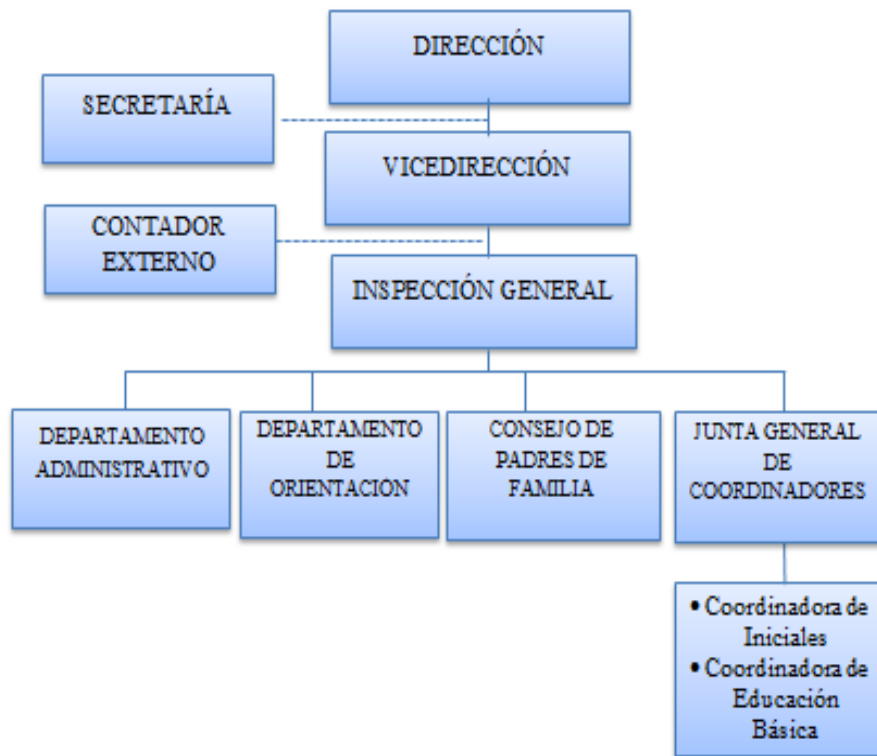 DIRECCIÓN
SECRETARÍA
VICEDIRECCIÓN
CONTADOR
EXTERNO
INSPECCIÓN GENERAL
DEPARTAMENTO
ADMINISTRATIVO
DEPARTAMENTO
DE
ORIENTACION
CONSEJO DE
PADRES DE
FAMILIA
JUNTA GENERAL
DE
COORDINADORES
• Coordinadora de
Iniciales
• Coordinadora de
Educación
Básica